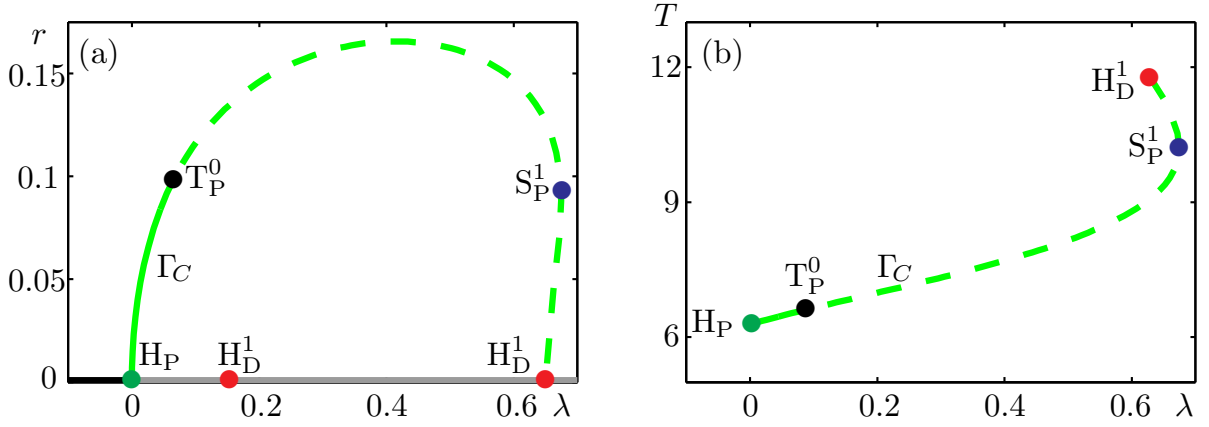 r
(a)
0.15
0.1
0.05
0
T_P^0
S_P^1
Γ_C
H_P
H_D^1
H_D^1
0
0.2
0.4
0.6
λ
T
(b)
12
9
6
H_D^1
S_P^1
T_P^0
Γ_C
H_P
0
0.2
0.4
0.6
λ